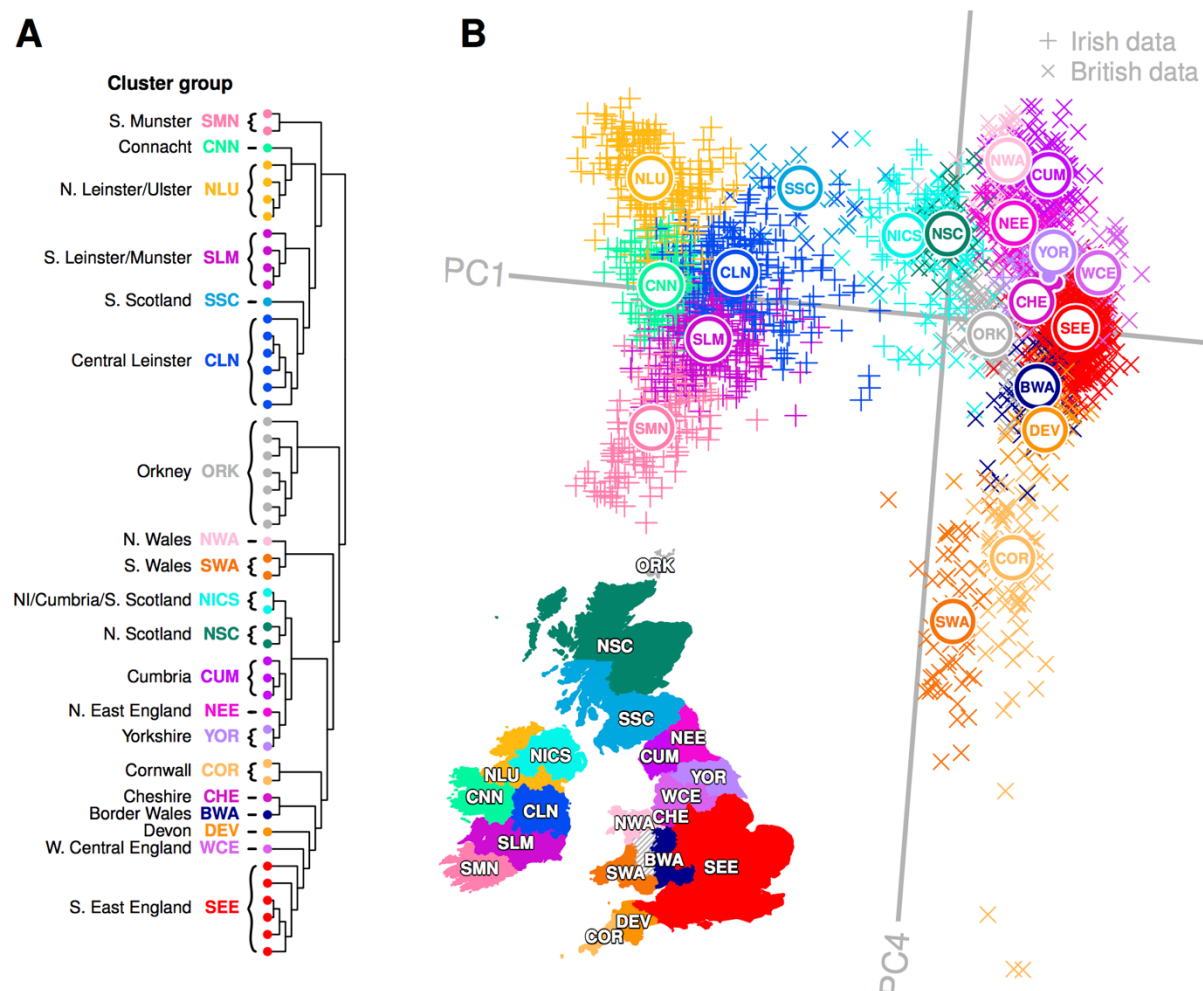 A
Cluster group
S. Munster SMN
Connacht CNN
N. Leinster/Ulster NLU
S. Leinster/Munster SLM
S. Scotland SSC
Central Leinster CLN
Orkney ORK
N. Wales NWA
S. Wales SWA
NI/Cumbria/S. Scotland NICS
N. Scotland NSC
Cumbria CUM
N. East England NEE
Yorkshire YOR
Cornwall COR
Cheshire CHE
Border Wales BWA
Devon DEV
W. Central England WCE
S. East England SEE
B
Irish data
British data
NWA
CUM
NLU
SSC
NEE
NICS
NSC
YOR
PC1
CNN
CLN
WCE
CHE
SEE
ORK
SLM
BWA
SMN
DEV
COR
SWA
PC4
ORK
NSC
SSC
NEE
NICS
CUM
NLU
YOR
CNN
WCE
CLN
CHE
NWA
SLM
BWA
SEE
SMN
SWA
DEV
COR